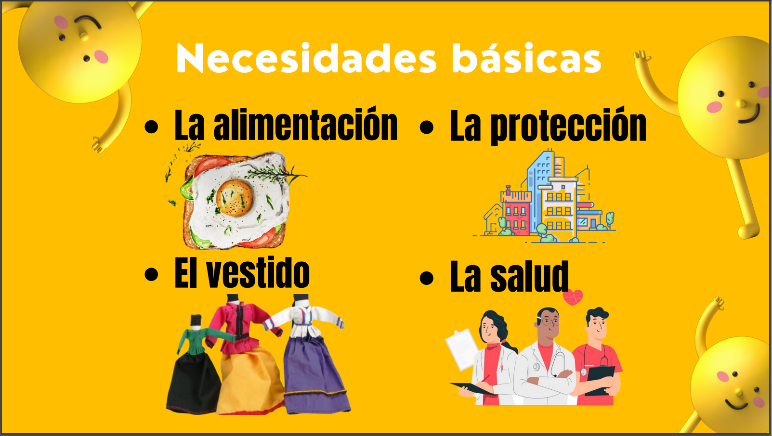 Necesidades básicas
• La alimentación
• La protección
• El vestido
• La salud